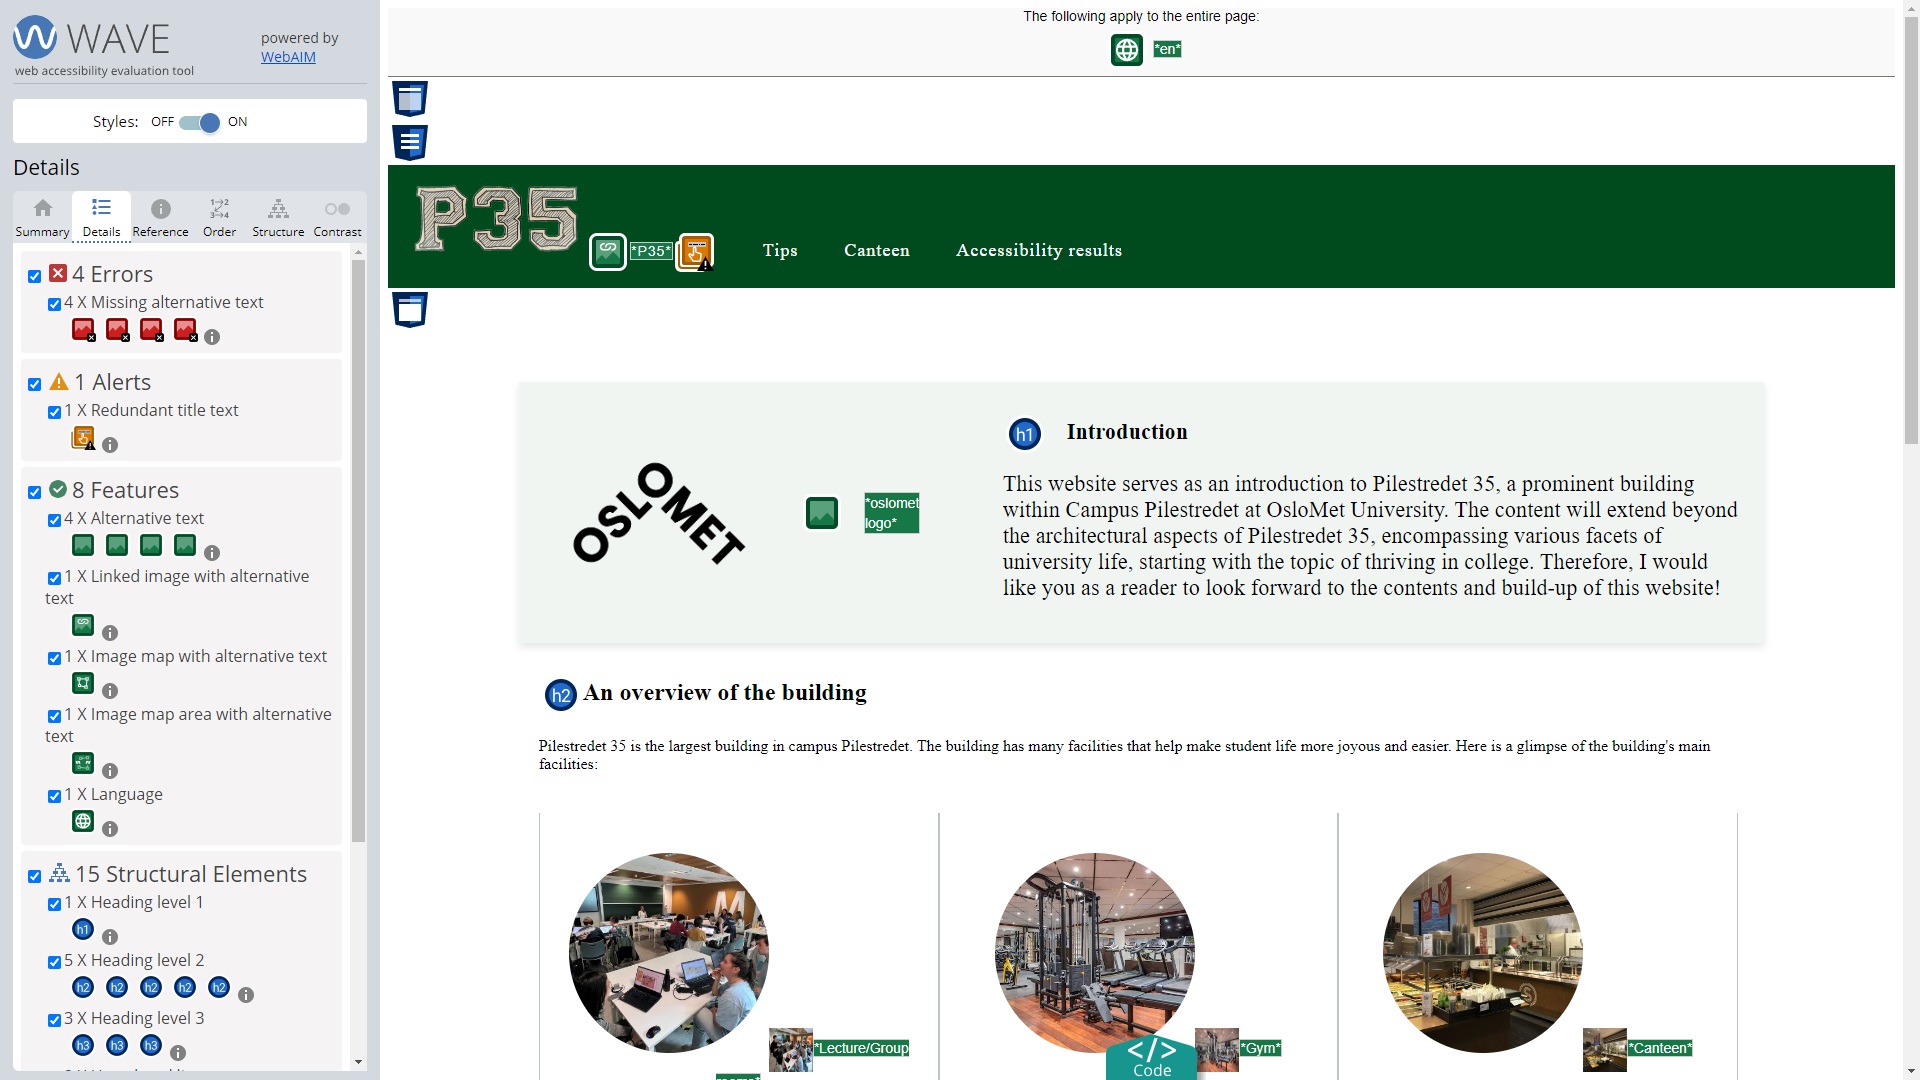 WAVE
powered by
WebAIM
web accessibility evaluation tool
Styles: OFF ON
Details
Summary Details Reference Order Structure Contrast
4 Errors
4 X Missing alternative text
1 Alerts
1 X Redundant title text
8 Features
4 X Alternative text
1 X Linked image with alternative
text
1 X Image map with alternative text
1 X Image map area with alternative
text
1 X Language
15 Structural Elements
1 X Heading level 1
h1
5 X Heading level 2
h2 h2 h2 h2 h2
3 X Heading level 3
h3 h3 h3
The following apply to the entire page:
*en*
P35
*P35*
Tips Canteen Accessibility results
OSLOMET
*oslomet
logo*
h1 Introduction
This website serves as an introduction to Pilestredet 35, a prominent building
within Campus Pilestredet at OsloMet University. The content will extend beyond
the architectural aspects of Pilestredet 35, encompassing various facets of
university life, starting with the topic of thriving in college. Therefore, I would
like you as a reader to look forward to the contents and build-up of this website!
h2 An overview of the building
Pilestredet 35 is the largest building in campus Pilestredet. The building has many facilities that help make student life more joyous and easier. Here is a glimpse of the building's main
facilities:
*Lecture/Group
*Gym*
*Canteen*
</> Code